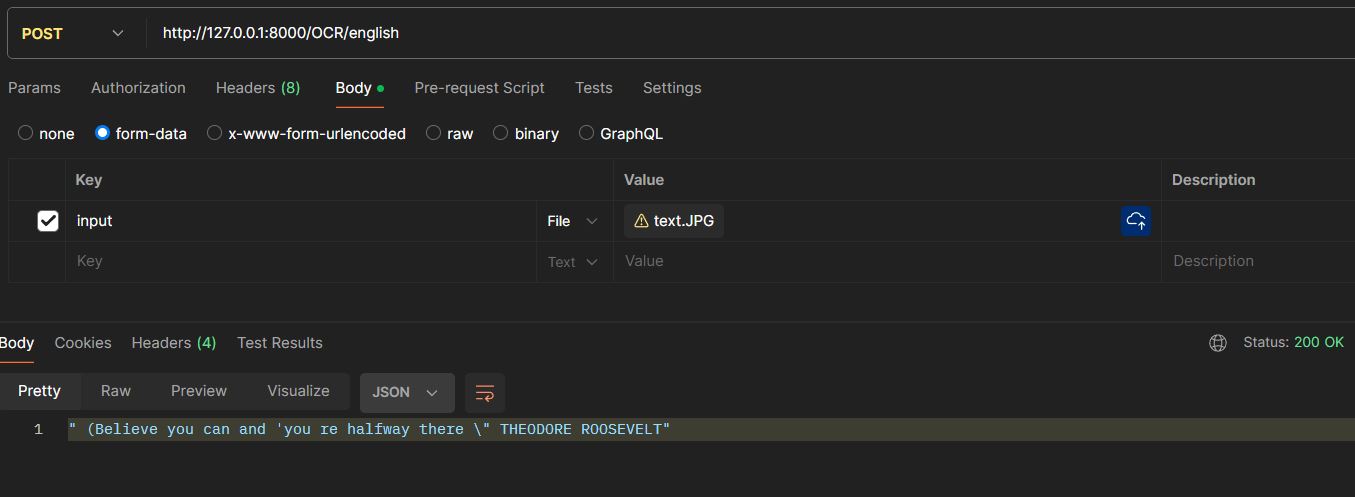 POST http://127.0.0.1:8000/OCR/english
Params Authorization Headers (8) Body Pre-request Script Tests Settings
none form-data x-www-form-urlencoded raw binary GraphQL
Key Value Description
input File text.JPG
Key Text Value Description
Body Cookies Headers (4) Test Results Status: 200 OK
Pretty Raw Preview Visualize JSON
1 " (Believe you can and 'you re halfway there \" THEODORE ROOSEVELT"